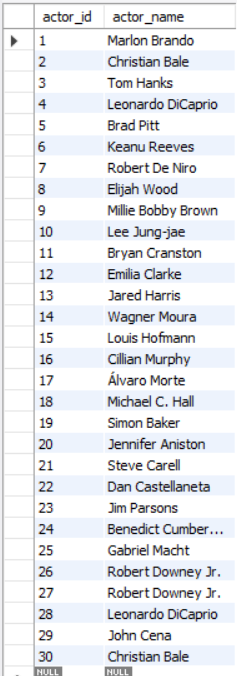 actor_id actor_name
1 Marlon Brando
2 Christian Bale
3 Tom Hanks
4 Leonardo DiCaprio
5 Brad Pitt
6 Keanu Reeves
7 Robert De Niro
8 Elijah Wood
9 Millie Bobby Brown
10 Lee Jung-jae
11 Bryan Cranston
12 Emilia Clarke
13 Jared Harris
14 Wagner Moura
15 Louis Hofmann
16 Cillian Murphy
17 Álvaro Morte
18 Michael C. Hall
19 Simon Baker
20 Jennifer Aniston
21 Steve Carell
22 Dan Castellaneta
23 Jim Parsons
24 Benedict Cumber...
25 Gabriel Macht
26 Robert Downey Jr.
27 Robert Downey Jr.
28 Leonardo DiCaprio
29 John Cena
30 Christian Bale
NULL NULL